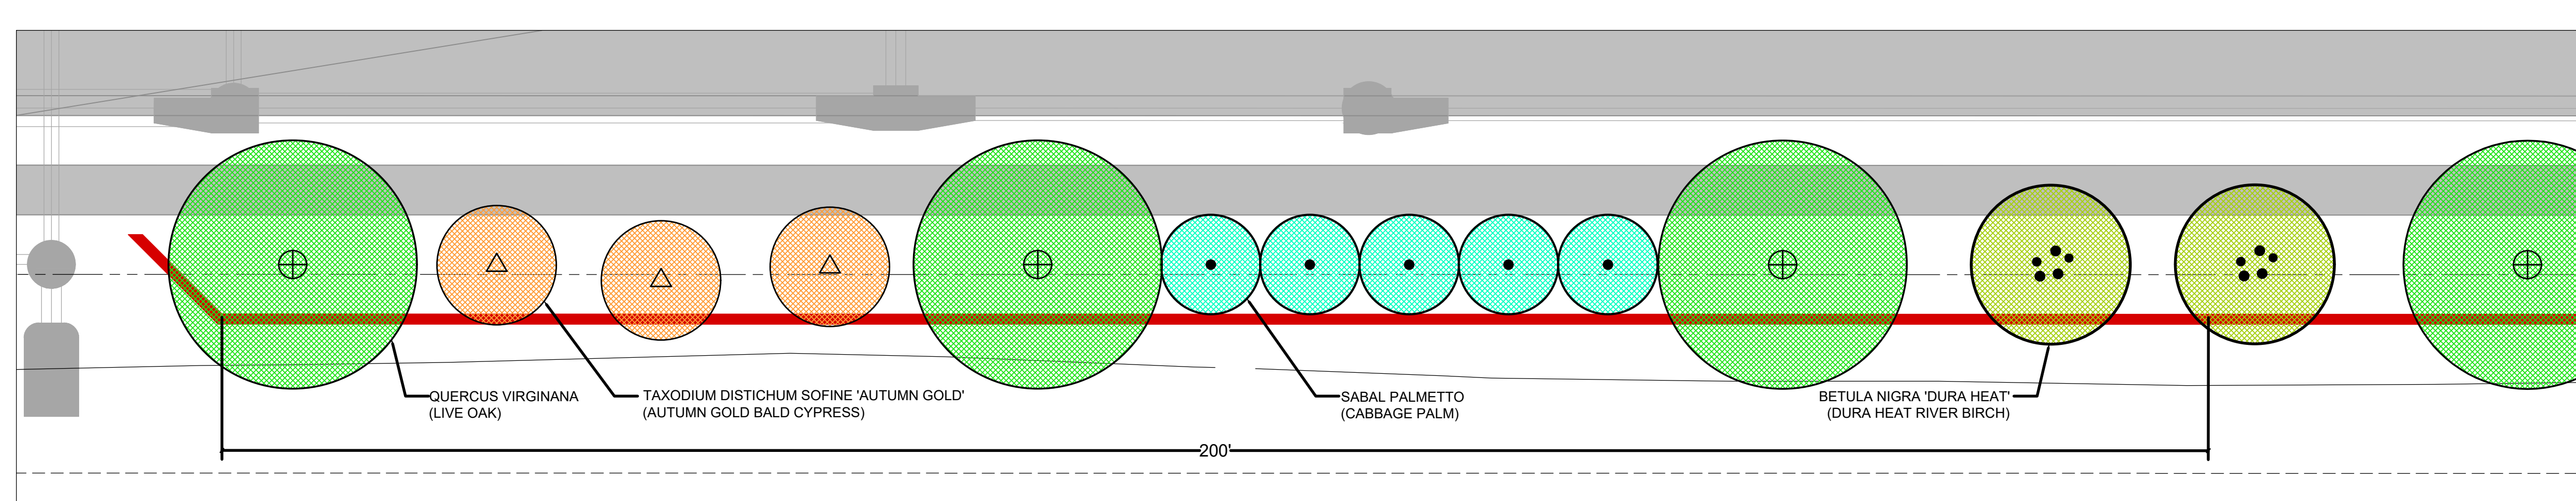 QUERCUS VIRGINANA
(LIVE OAK)
TAXODIUM DISTICHUM SOFINE 'AUTUMN GOLD'
(AUTUMN GOLD BALD CYPRESS)
SABAL PALMETTO
(CABBAGE PALM)
BETULA NIGRA 'DURA HEAT'
(DURA HEAT RIVER BIRCH)
200'